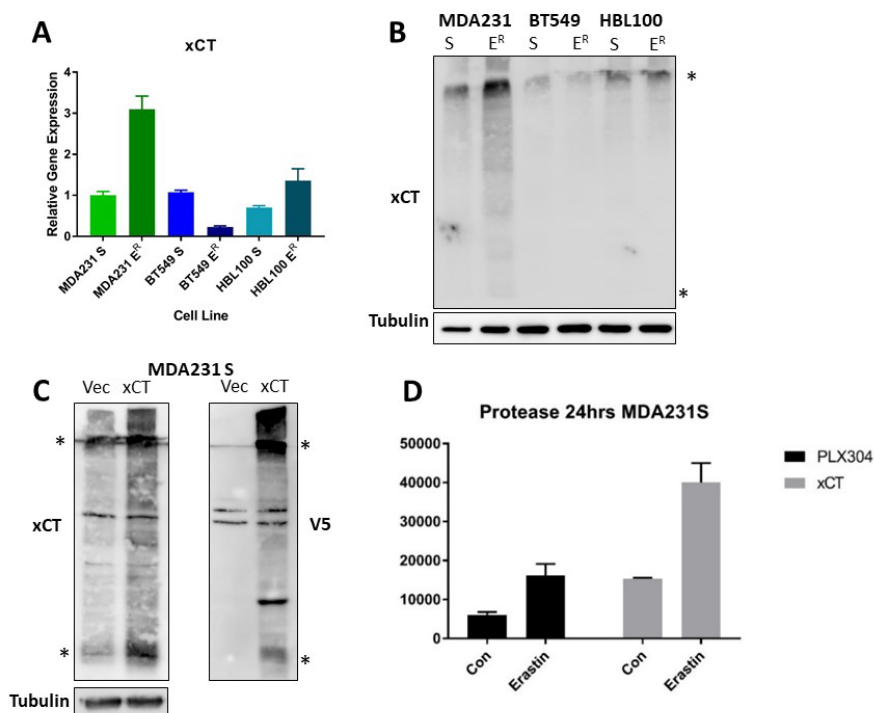 A
xCT
Relative Gene Expression
4
3
2
1
0
MDA231 S
MDA231 E^R
BT549 S
BT549 E^R
HBL100 S
HBL100 E^R
Cell Line
B
MDA231 BT549 HBL100
S E^R S E^R S E^R
*
xCT
*
Tubulin
C
MDA231 S
Vec xCT
Vec xCT
* *
xCT
V5
* *
Tubulin
D
Protease 24hrs MDA231S
50000
40000
30000
20000
10000
0
Con
Erastin
Con
Erastin
PLX304
xCT